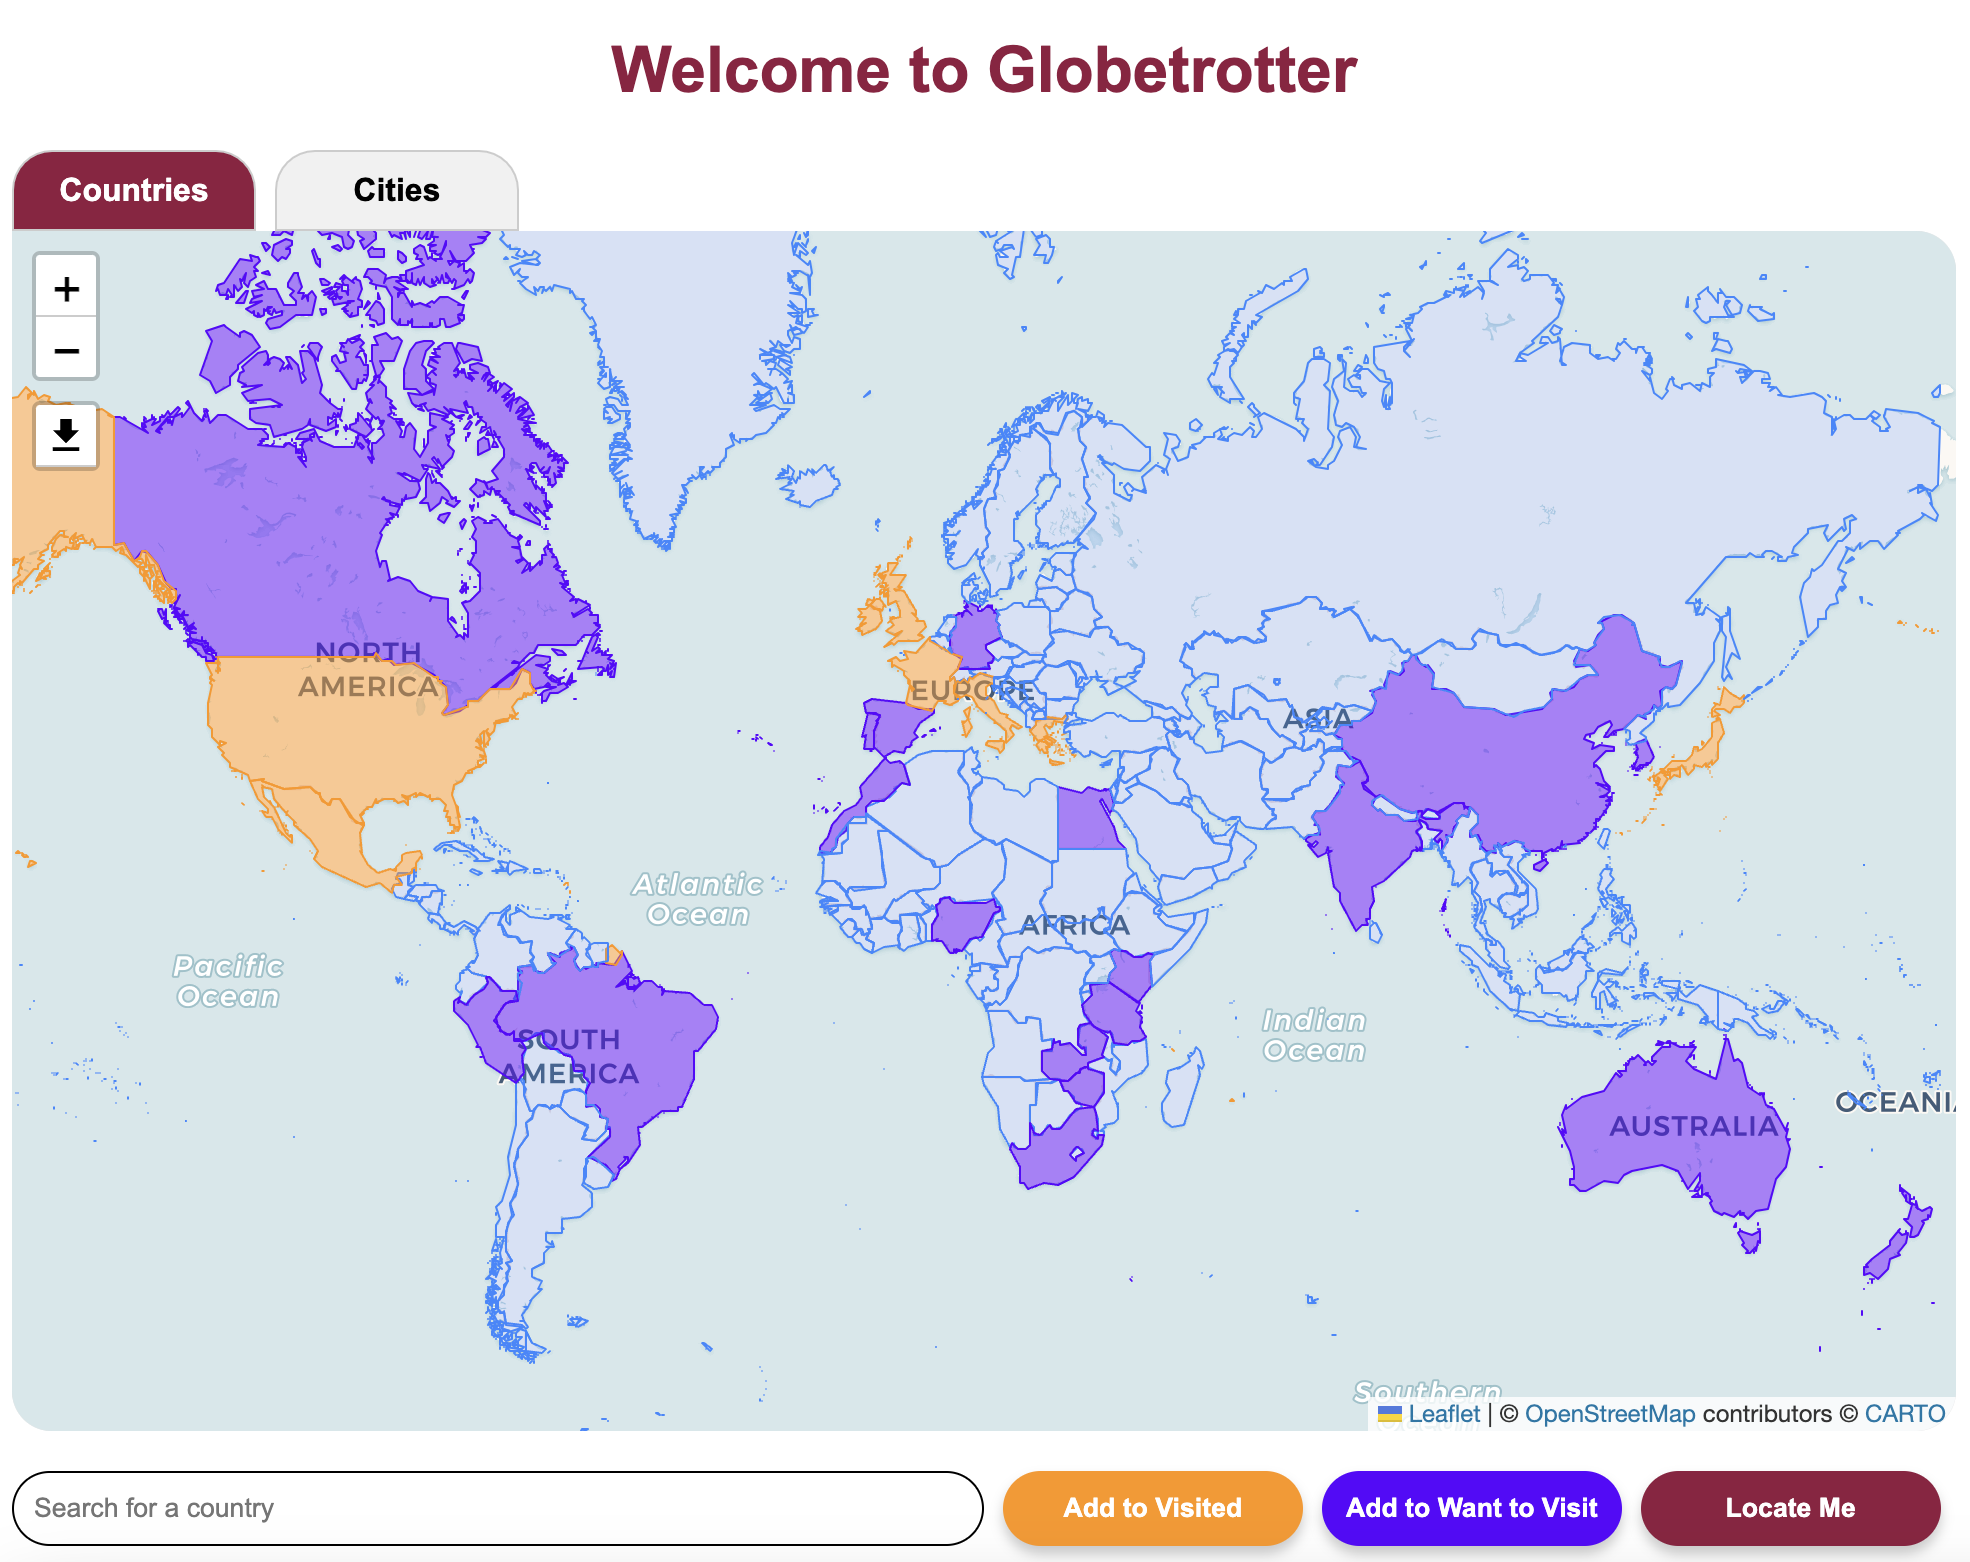 Welcome to Globetrotter
Countries
Cities
+
−
NORTH
AMERICA
EUROPE
ASIA
Atlantic
Ocean
AFRICA
Pacific
Ocean
Indian
Ocean
SOUTH
AMERICA
AUSTRALIA
OCEANIA
Southern
Leaflet | © OpenStreetMap contributors © CARTO
Search for a country
Add to Visited
Add to Want to Visit
Locate Me